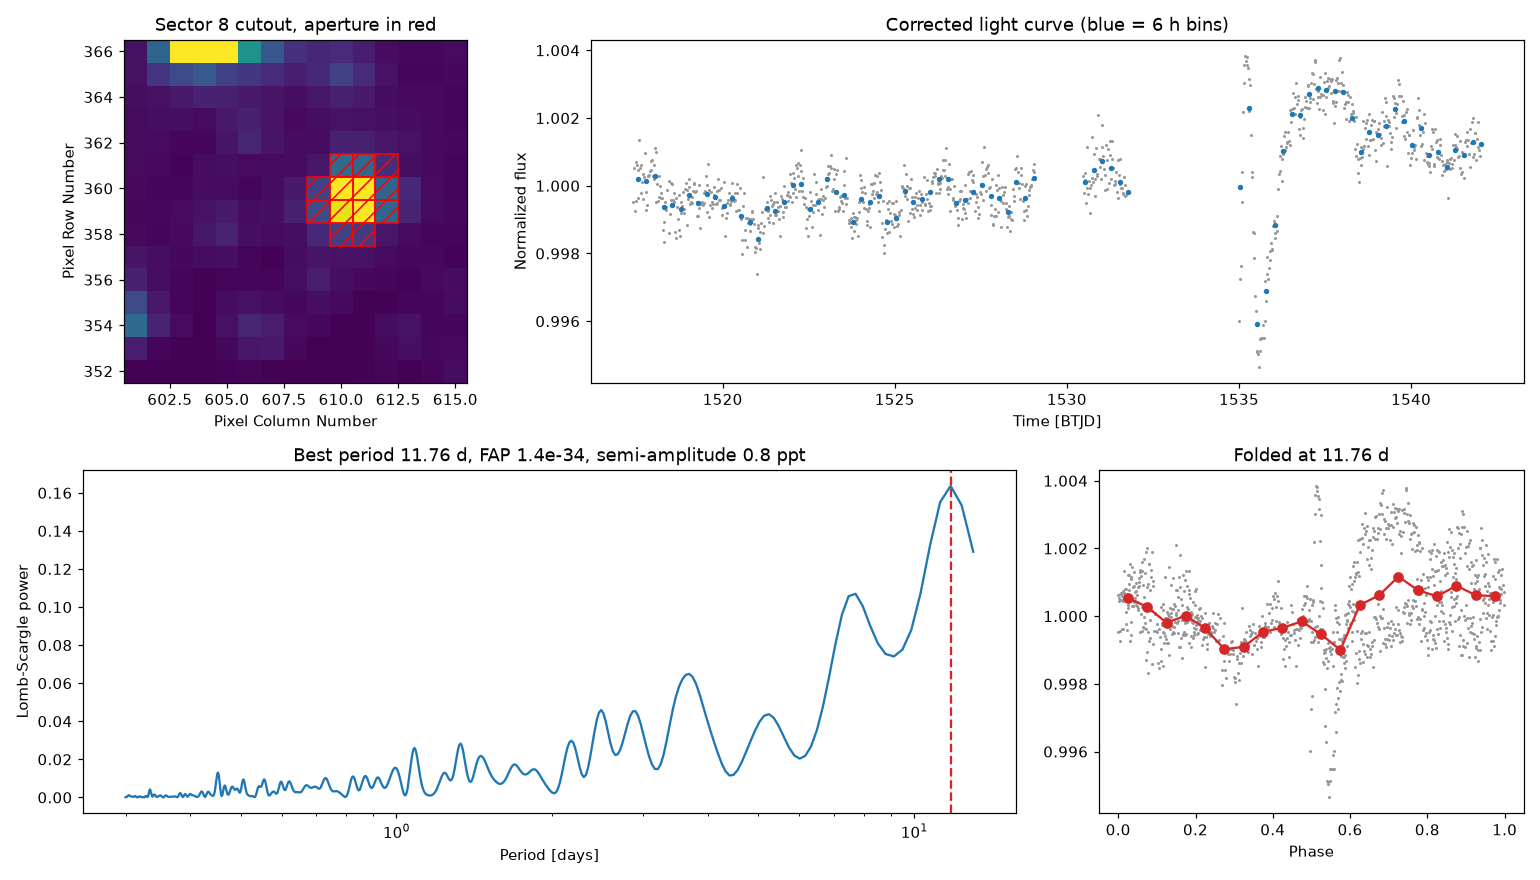 Sector 8 cutout, aperture in red
Pixel Row Number
366
364
362
360
358
356
354
352
602.5 605.0 607.5 610.0 612.5 615.0
Pixel Column Number
Corrected light curve (blue = 6 h bins)
Normalized flux
1.004
1.002
1.000
0.998
0.996
1520 1525 1530 1535 1540
Time [BTJD]
Best period 11.76 d, FAP 1.4e-34, semi-amplitude 0.8 ppt
Lomb-Scargle power
0.16
0.14
0.12
0.10
0.08
0.06
0.04
0.02
0.00
10⁰ 10¹
Period [days]
Folded at 11.76 d
1.004
1.002
1.000
0.998
0.996
0.0 0.2 0.4 0.6 0.8 1.0
Phase